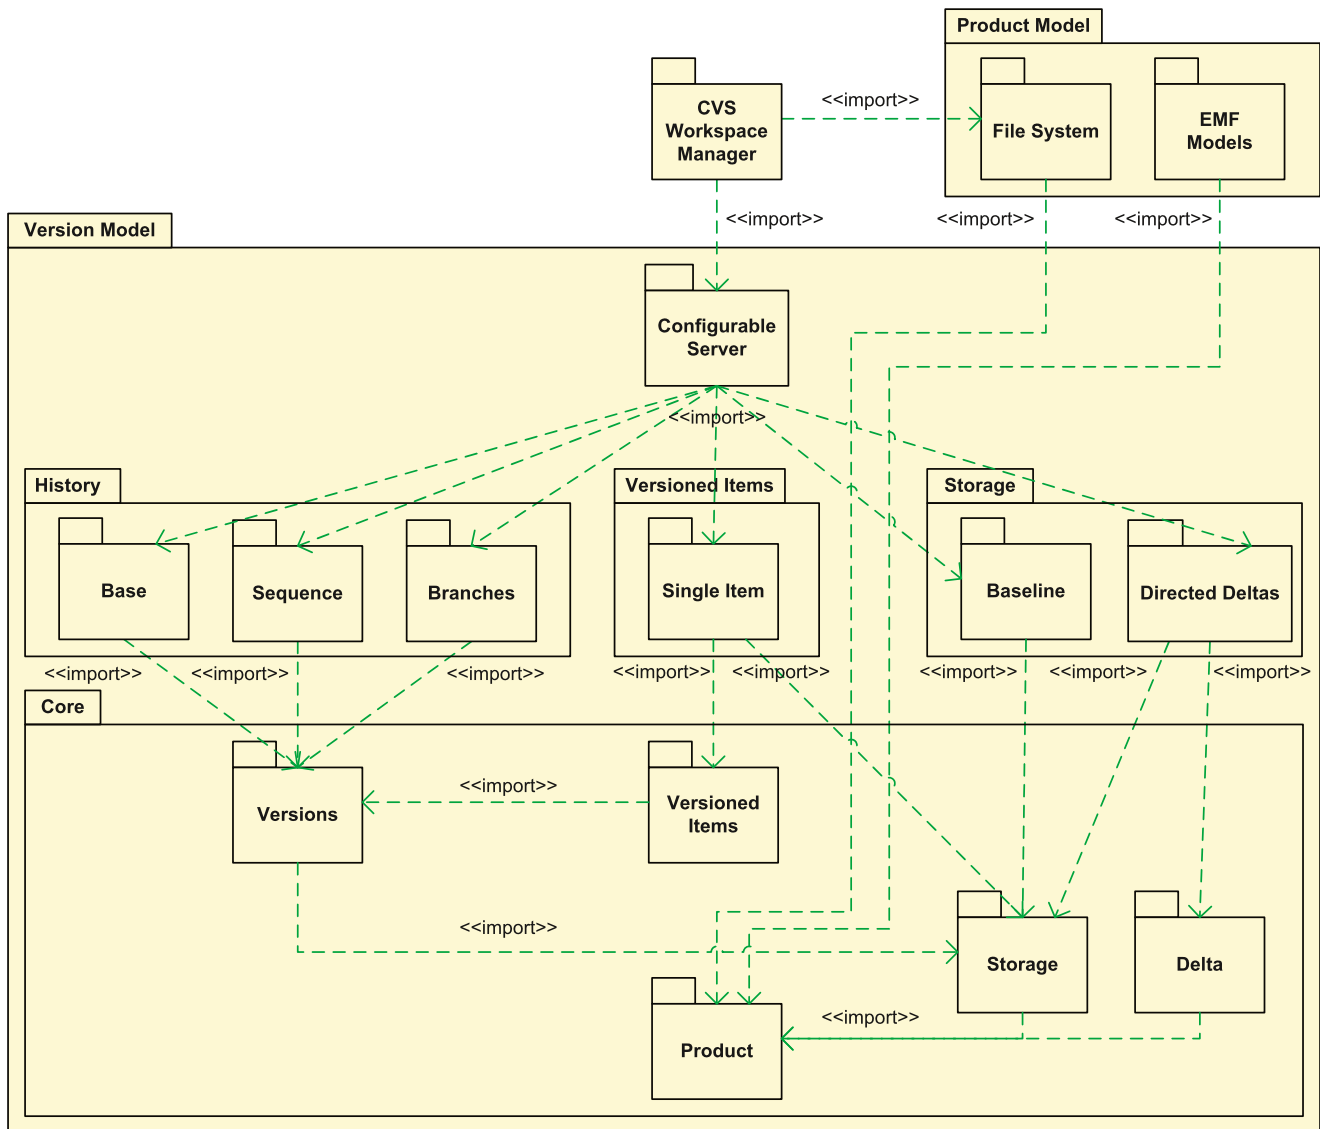 Product Model
CVS
Workspace
Manager
<<import>>
File System
EMF
Models
<<import>>
<<import>>
<<import>>
Version Model
Configurable
Server
<<import>>
History
Versioned Items
Storage
Base
Sequence
Branches
Single Item
Baseline
Directed Deltas
<<import>>
<<import>>
<<import>>
<<import>>
<<import>>
<<import>>
<<import>>
<<import>>
Core
Versions
<<import>>
Versioned
Items
<<import>>
Storage
Delta
<<import>>
Product